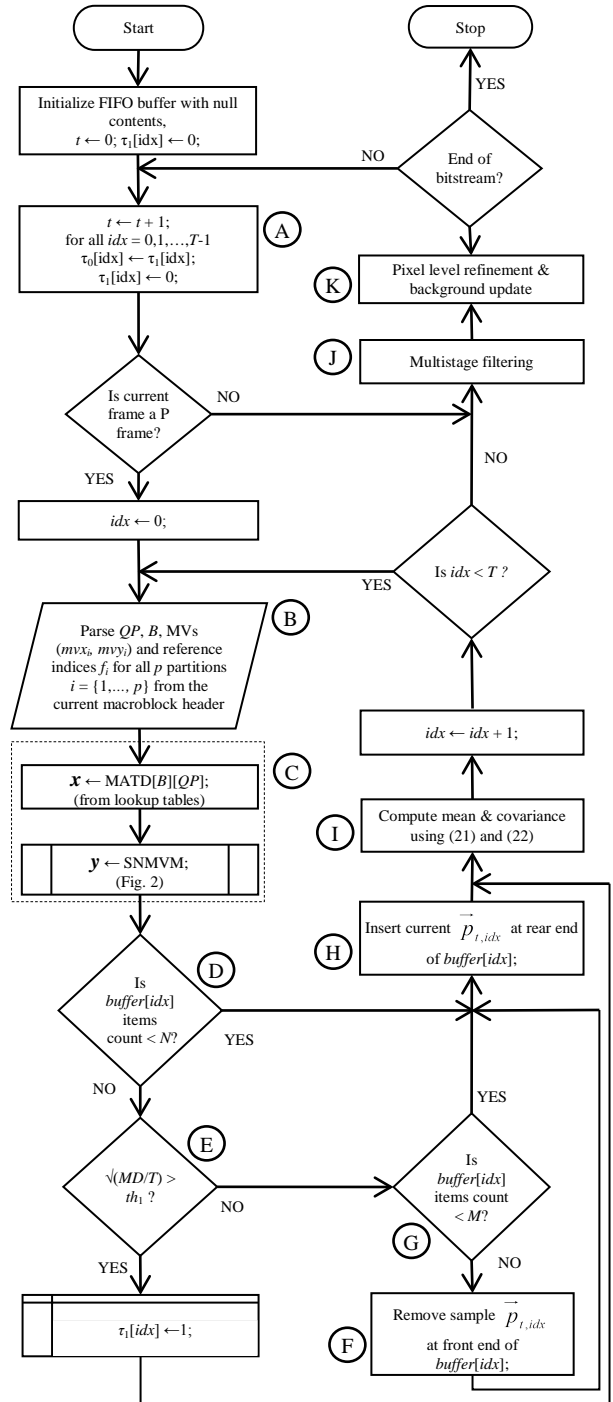 Start
Initialize FIFO buffer with null
contents,
t ← 0; τ₁[idx] ← 0;
A
t ← t + 1;
for all idx = 0,1,…,T-1
τ₀[idx] ← τ₁[idx];
τ₁[idx] ← 0;
Is current
frame a P
frame?
NO
YES
idx ← 0;
B
Parse QP, B, MVs
(mvxᵢ, mvyᵢ) and reference
indices fᵢ for all p partitions
i = {1,..., p} from the
current macroblock header
C
x ← MATD[B][QP];
(from lookup tables)
y ← SNMVM;
(Fig. 2)
D
Is
buffer[idx]
items
count < N?
YES
NO
E
√(MD/T) >
th₁ ?
NO
YES
τ₁[idx] ←1;
Stop
YES
End of
bitstream?
NO
K
Pixel level refinement &
background update
J
Multistage filtering
NO
Is idx < T ?
YES
idx ← idx + 1;
I
Compute mean & covariance
using (21) and (22)
H
Insert current p⃗ t,idx at rear end
of buffer[idx];
YES
Is
buffer[idx]
items count
< M?
G
NO
F
Remove sample p⃗ t,idx
at front end of
buffer[idx];